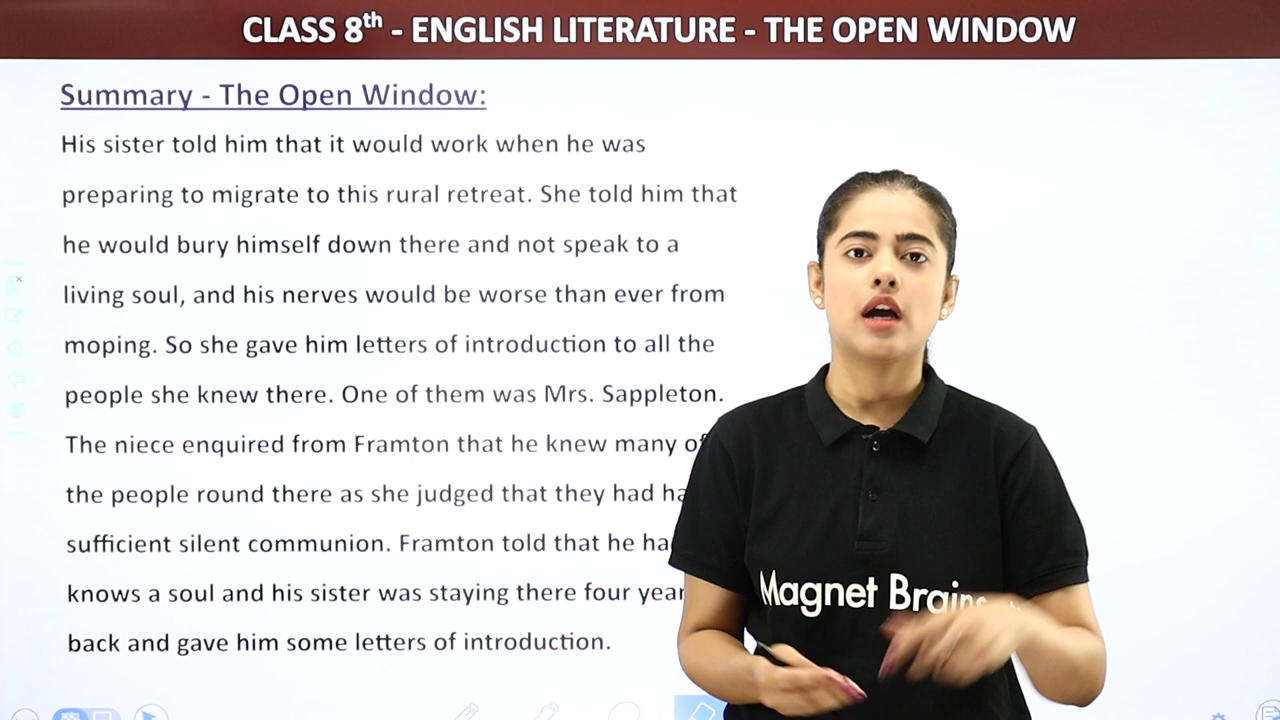 CLASS 8th - ENGLISH LITERATURE - THE OPEN WINDOW
Summary - The Open Window:
His sister told him that it would work when he was
preparing to migrate to this rural retreat. She told him that
he would bury himself down there and not speak to a
living soul, and his nerves would be worse than ever from
moping. So she gave him letters of introduction to all the
people she knew there. One of them was Mrs. Sappleton.
The niece enquired from Framton that he knew many of
the people round there as she judged that they had ha
sufficient silent communion. Framton told that he ha
knows a soul and his sister was staying there four year
back and gave him some letters of introduction.
Magnet Brains